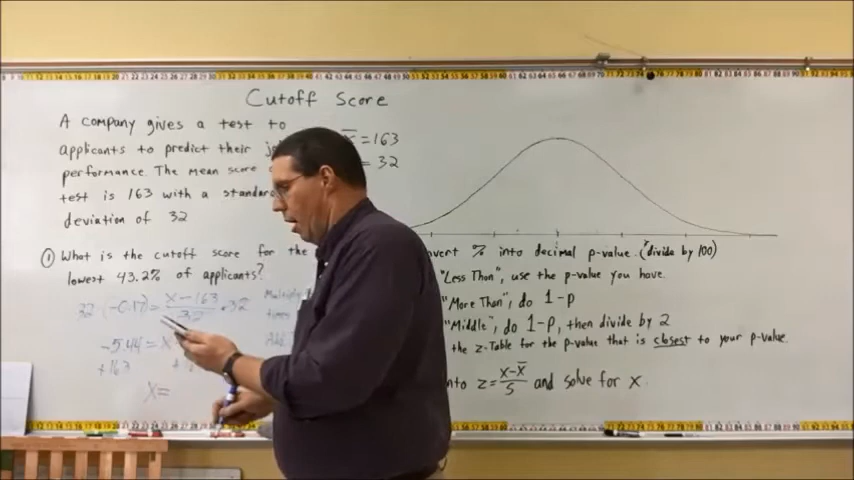 Cutoff Score
A company gives a test to
applicants to predict their
performance. The mean score
test is 163 with a standard
deviation of 32
x̄ = 163
= 32
① What is the cutoff score for the
lowest 43.2% of applicants?
32 (-0.17) = x-163/32 • 32
Multiply
times
-5.44 = x
+163
x =
% into decimal p-value. (divide by 100)
"Less Than", use the p-value you have.
"More Than", do 1-p
"Middle", do 1-p, then divide by 2
the z-Table for the p-value that is closest to your p-value.
z = x-x̄/s and solve for x.